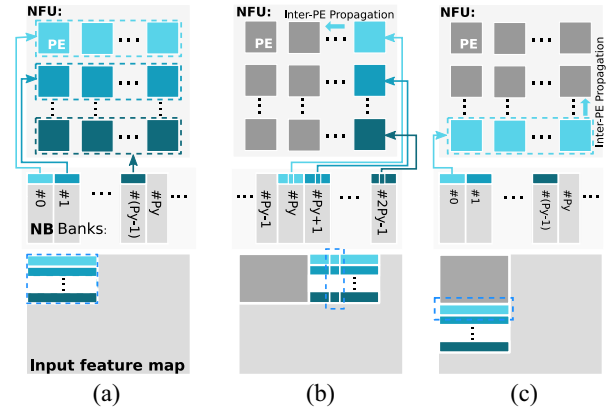 NFU:
PE
#0
#1
#(Py-1)
#Py
NB Banks:
Input feature map
(a)
NFU:
Inter-PE Propagation
PE
#Py-1
#Py
#Py+1
#2Py-1
(b)
NFU:
PE
Inter-PE Propagation
#0
#1
#(Py-1)
#Py
(c)